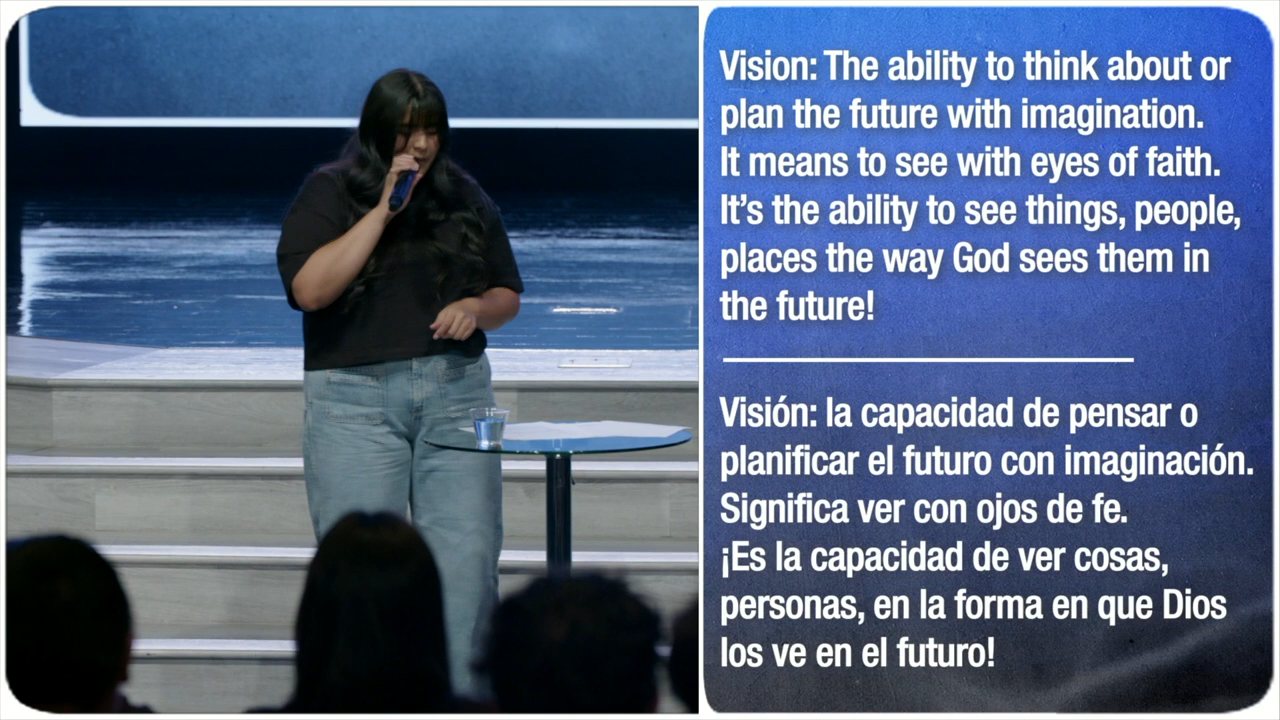 Vision: The ability to think about or
plan the future with imagination.
It means to see with eyes of faith.
It’s the ability to see things, people,
places the way God sees them in
the future!
Visión: la capacidad de pensar o
planificar el futuro con imaginación.
Significa ver con ojos de fe.
¡Es la capacidad de ver cosas,
personas, en la forma en que Dios
los ve en el futuro!